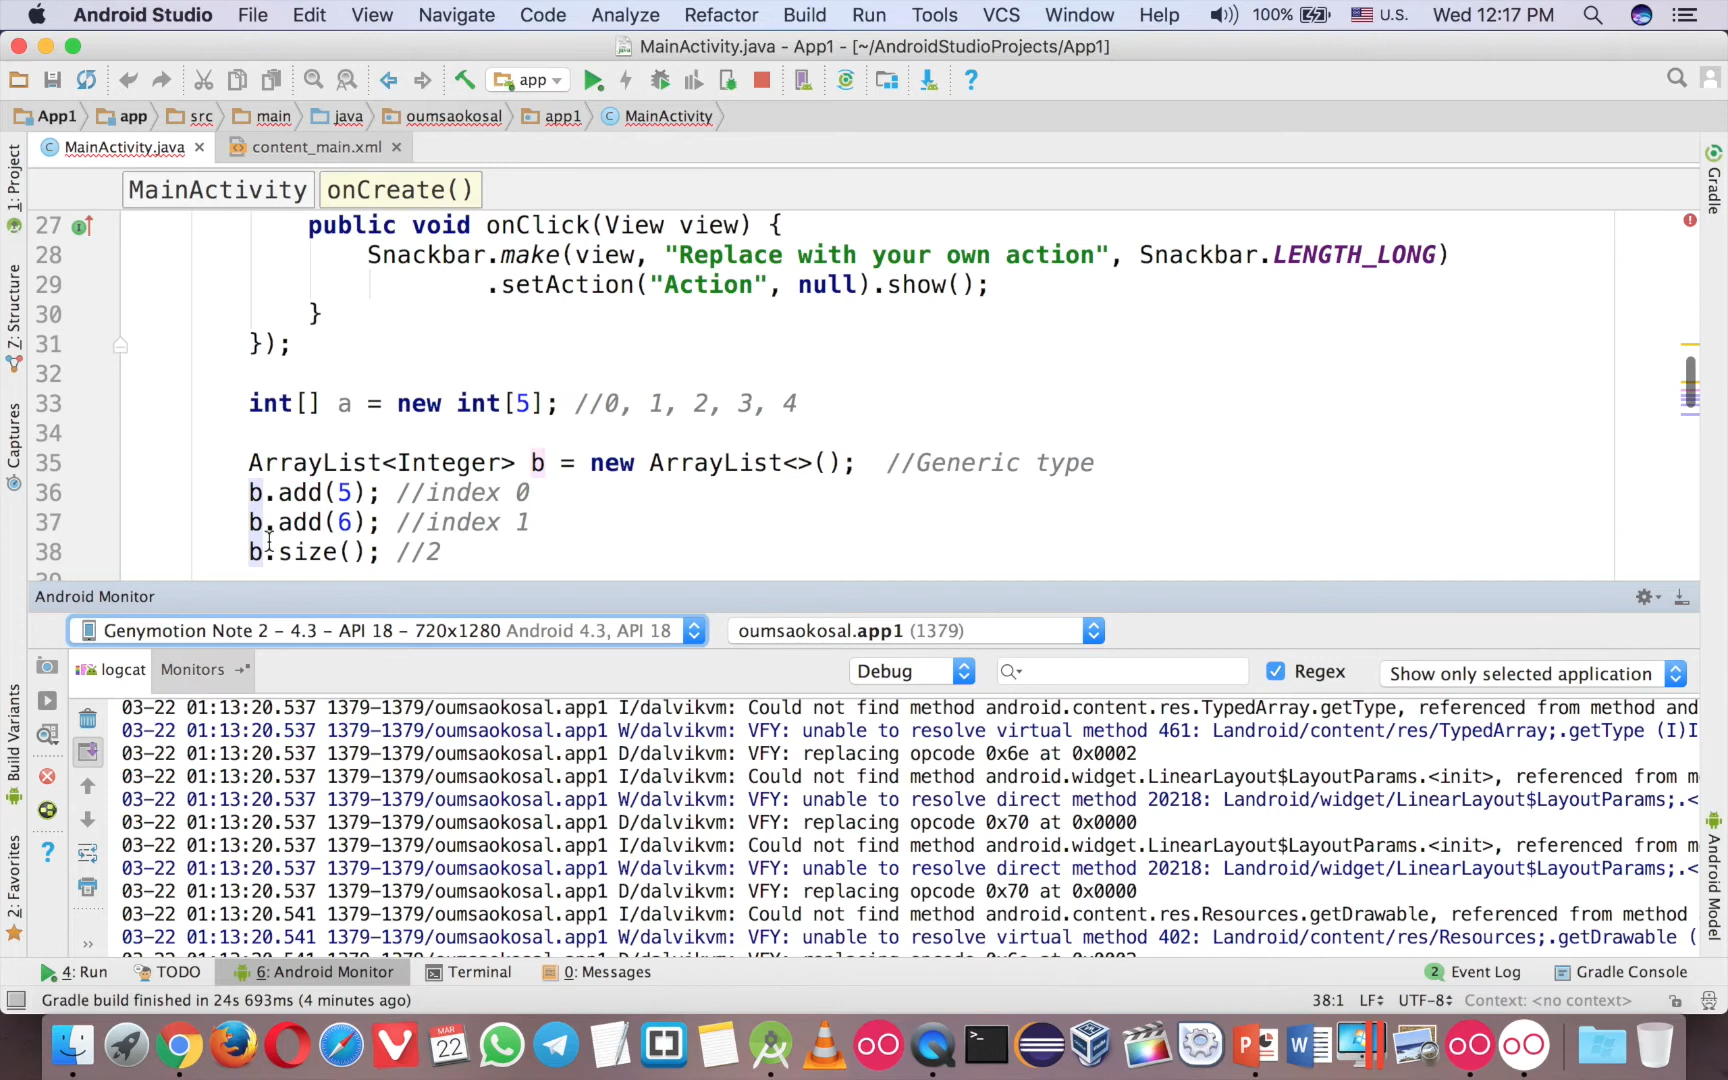 Android Studio File Edit View Navigate Code Analyze Refactor Build Run Tools VCS Window Help 100% U.S. Wed 12:17 PM
MainActivity.java - App1 - [~/AndroidStudioProjects/App1]
app
App1 app src main java oumsaokosal app1 MainActivity
MainActivity.java content_main.xml
MainActivity onCreate()
27 public void onClick(View view) {
28 Snackbar.make(view, "Replace with your own action", Snackbar.LENGTH_LONG)
29 .setAction("Action", null).show();
30 }
31 });
32
33 int[] a = new int[5]; //0, 1, 2, 3, 4
34
35 ArrayList<Integer> b = new ArrayList<>(); //Generic type
36 b.add(5); //index 0
37 b.add(6); //index 1
38 b.size(); //2
39
1: Project
7: Structure
Captures
Build Variants
2: Favorites
Gradle
Android Model
Android Monitor
Genymotion Note 2 - 4.3 - API 18 - 720x1280 Android 4.3, API 18 oumsaokosal.app1 (1379)
logcat Monitors Debug Regex Show only selected application
03-22 01:13:20.537 1379-1379/oumsaokosal.app1 I/dalvikvm: Could not find method android.content.res.TypedArray.getType, referenced from method and
03-22 01:13:20.537 1379-1379/oumsaokosal.app1 W/dalvikvm: VFY: unable to resolve virtual method 461: Landroid/content/res/TypedArray;.getType (I)I
03-22 01:13:20.537 1379-1379/oumsaokosal.app1 D/dalvikvm: VFY: replacing opcode 0x6e at 0x0002
03-22 01:13:20.537 1379-1379/oumsaokosal.app1 I/dalvikvm: Could not find method android.widget.LinearLayout$LayoutParams.<init>, referenced from m
03-22 01:13:20.537 1379-1379/oumsaokosal.app1 W/dalvikvm: VFY: unable to resolve direct method 20218: Landroid/widget/LinearLayout$LayoutParams;.<
03-22 01:13:20.537 1379-1379/oumsaokosal.app1 D/dalvikvm: VFY: replacing opcode 0x70 at 0x0000
03-22 01:13:20.537 1379-1379/oumsaokosal.app1 I/dalvikvm: Could not find method android.widget.LinearLayout$LayoutParams.<init>, referenced from m
03-22 01:13:20.537 1379-1379/oumsaokosal.app1 W/dalvikvm: VFY: unable to resolve direct method 20218: Landroid/widget/LinearLayout$LayoutParams;.<
03-22 01:13:20.537 1379-1379/oumsaokosal.app1 D/dalvikvm: VFY: replacing opcode 0x70 at 0x0000
03-22 01:13:20.541 1379-1379/oumsaokosal.app1 I/dalvikvm: Could not find method android.content.res.Resources.getDrawable, referenced from method
03-22 01:13:20.541 1379-1379/oumsaokosal.app1 W/dalvikvm: VFY: unable to resolve virtual method 402: Landroid/content/res/Resources;.getDrawable (
4: Run TODO 6: Android Monitor Terminal 0: Messages 2 Event Log Gradle Console
Gradle build finished in 24s 693ms (4 minutes ago) 38:1 LF UTF-8 Context: <no context>
MAR
22